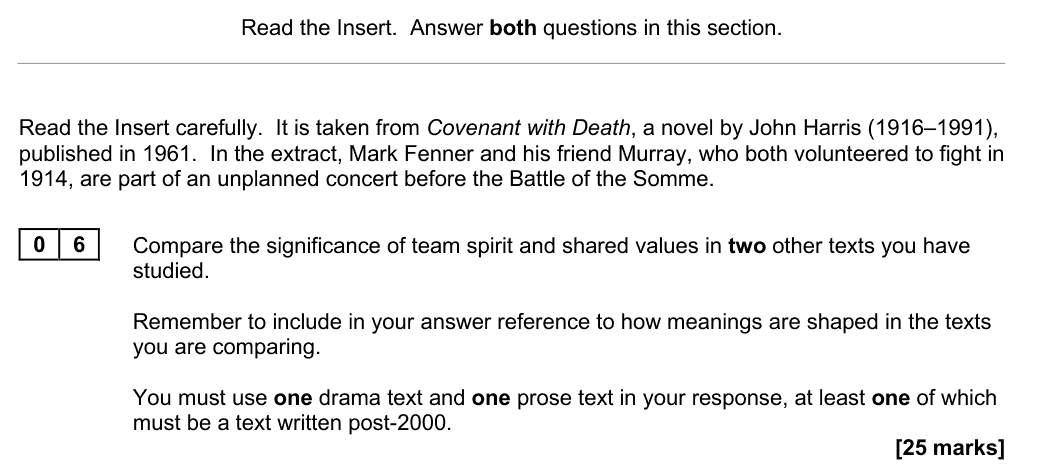 Read the Insert. Answer both questions in this section.
Read the Insert carefully. It is taken from Covenant with Death, a novel by John Harris (1916–1991),
published in 1961. In the extract, Mark Fenner and his friend Murray, who both volunteered to fight in
1914, are part of an unplanned concert before the Battle of the Somme.
0 6 Compare the significance of team spirit and shared values in two other texts you have
studied.
Remember to include in your answer reference to how meanings are shaped in the texts
you are comparing.
You must use one drama text and one prose text in your response, at least one of which
must be a text written post-2000.
[25 marks]